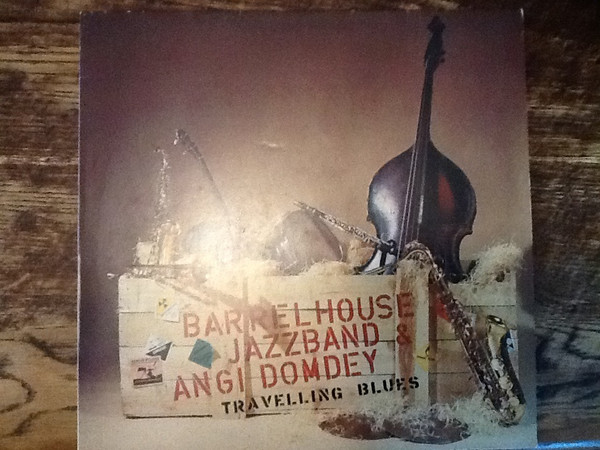 BARRELHOUSE
JAZZBAND &
ANGI DOMDEY
TRAVELLING BLUES